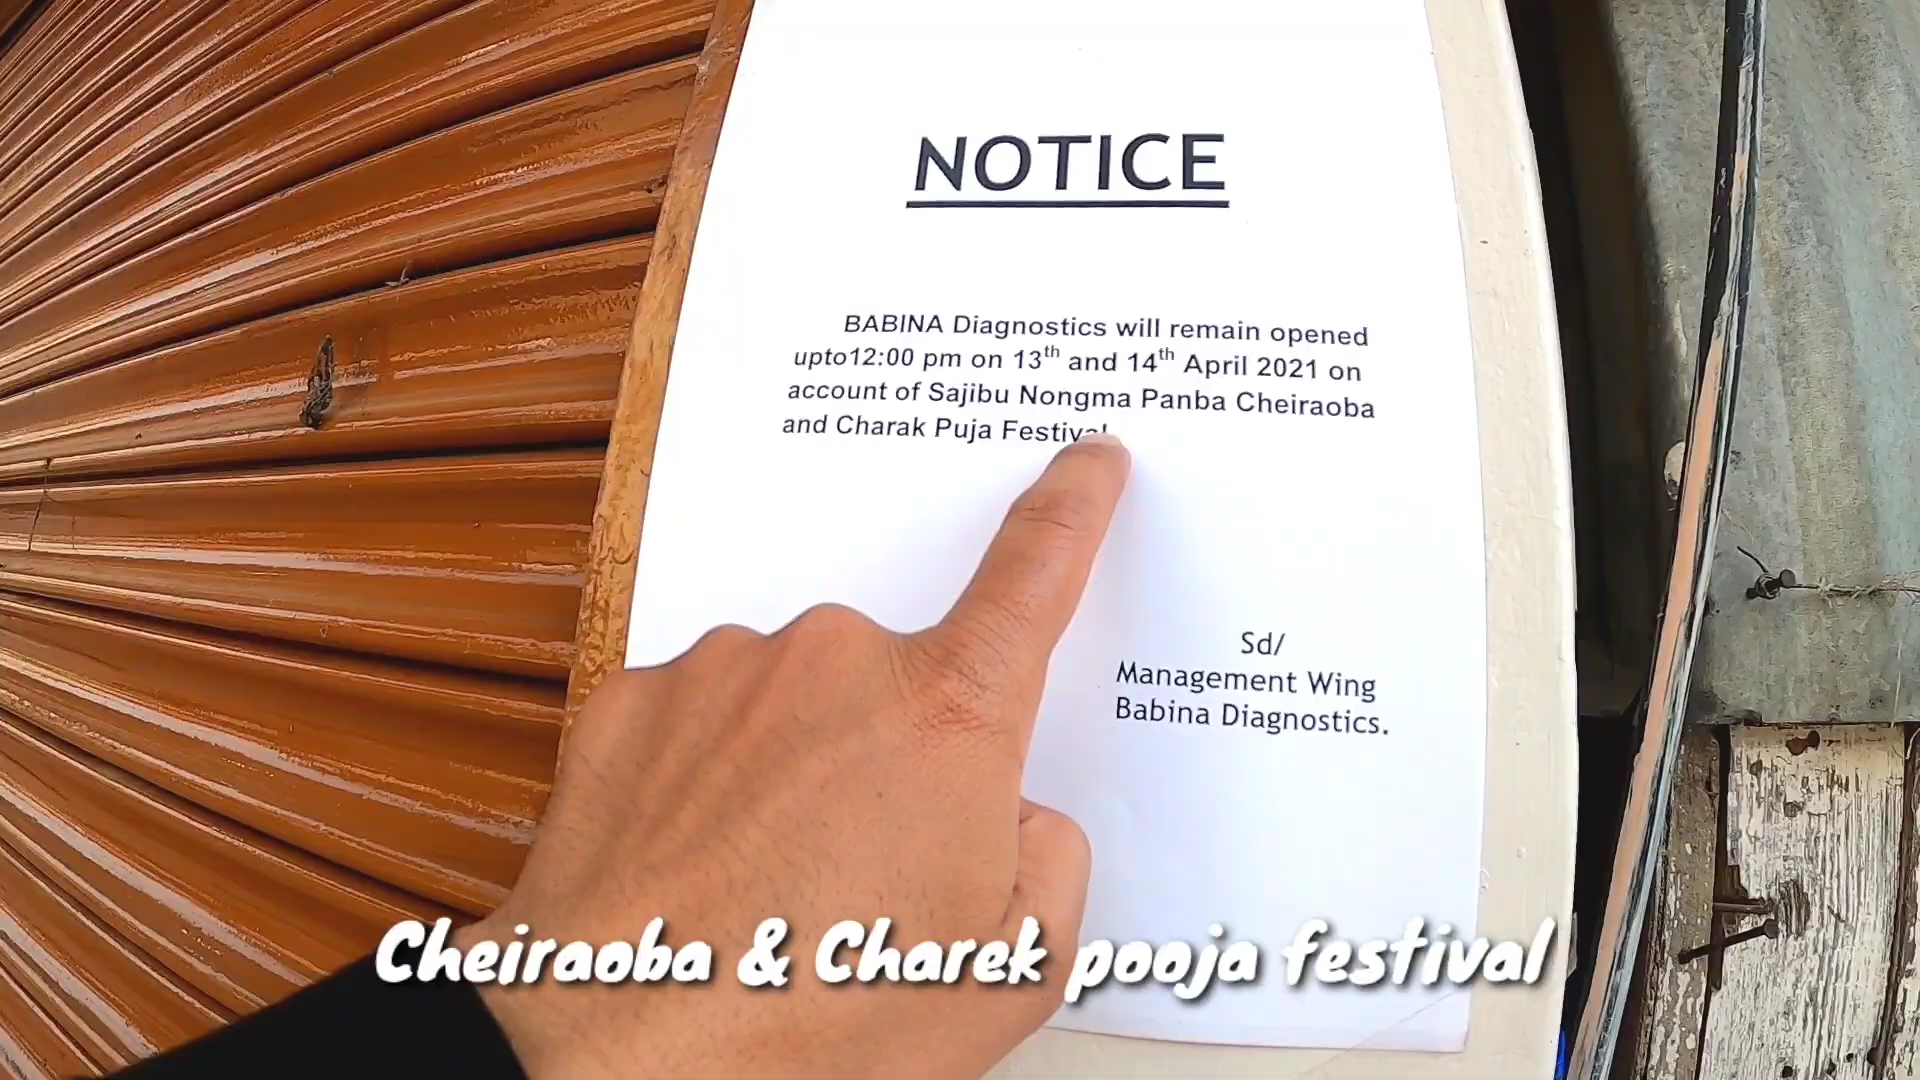 NOTICE
BABINA Diagnostics will remain opened
upto12:00 pm on 13th and 14th April 2021 on
account of Sajibu Nongma Panba Cheiraoba
and Charak Puja Festival
Sd/
Management Wing
Babina Diagnostics.
Cheiraoba & Charek pooja festival